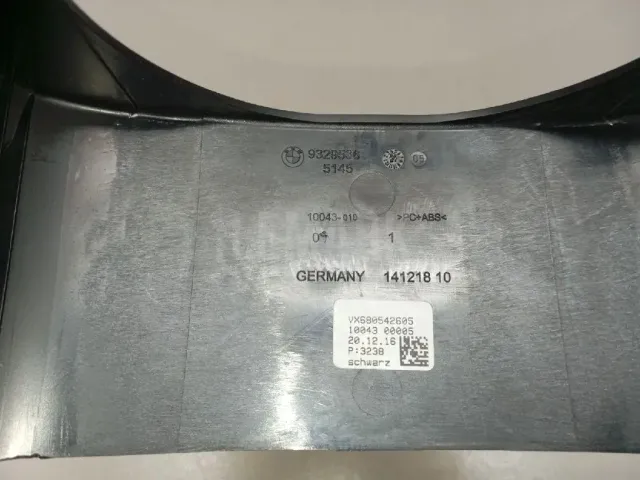 5145
10043-010 >PC+ABS<
1
GERMANY 141218 10
VX680542605
10043 00005
20.12.16
P:3238
schwarz